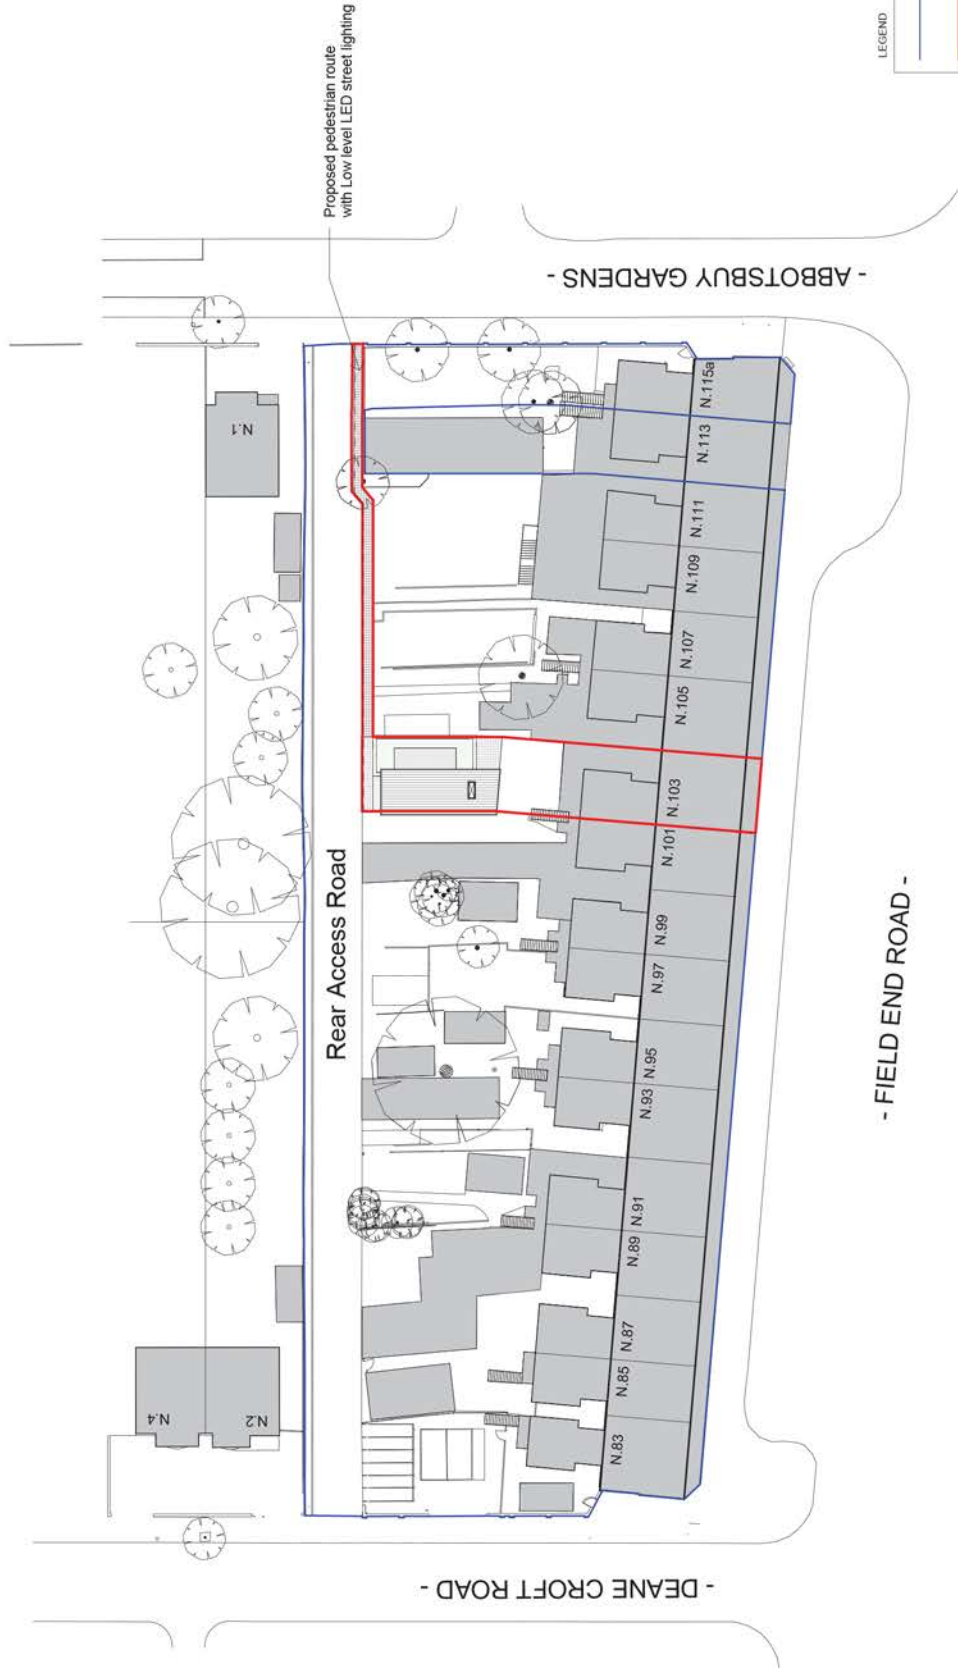 Proposed pedestrian route
with Low level LED street lighting
LEGEND
- ABBOTSBUY GARDENS -
N.1
N.115a
N.113
N.111
N.109
N.107
N.105
N.103
N.101
Rear Access Road
N.99
N.97
N.95
N.93
N.91
N.89
N.87
N.85
N.83
N.4
N.2
- FIELD END ROAD -
- DEANE CROFT ROAD -